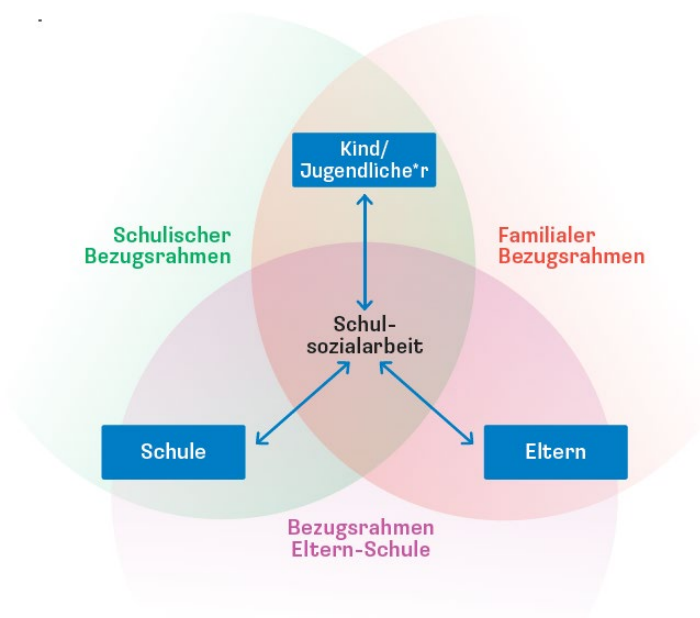 Kind/
Jugendliche*r
Schulischer
Bezugsrahmen
Familialer
Bezugsrahmen
Schul-
sozialarbeit
Schule
Eltern
Bezugsrahmen
Eltern-Schule